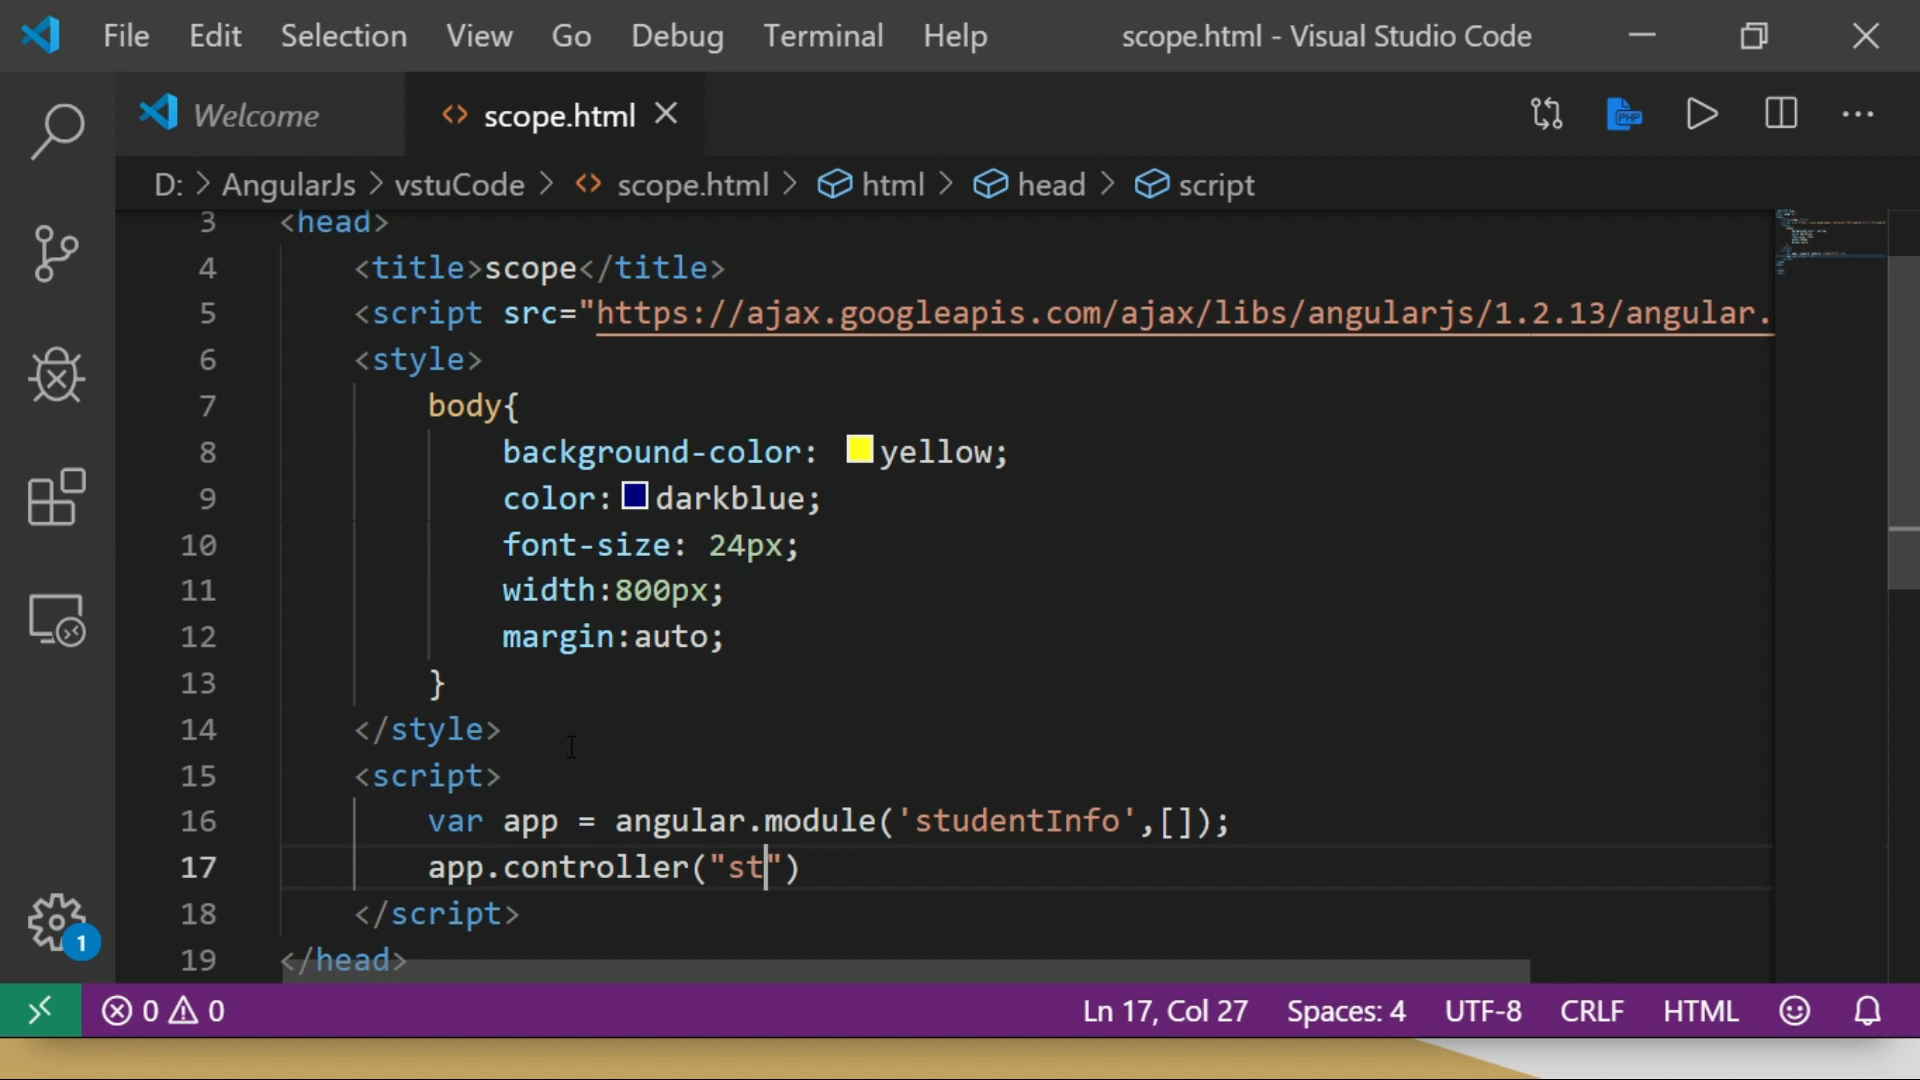 File Edit Selection View Go Debug Terminal Help scope.html - Visual Studio Code
Welcome scope.html
PHP
D: > AngularJs > vstuCode > scope.html > html > head > script
3 <head>
4 <title>scope</title>
5 <script src="https://ajax.googleapis.com/ajax/libs/angularjs/1.2.13/angular.
6 <style>
7 body{
8 background-color: yellow;
9 color: darkblue;
10 font-size: 24px;
11 width:800px;
12 margin:auto;
13 }
14 </style>
15 <script>
16 var app = angular.module('studentInfo',[]);
17 app.controller("st")
18 </script>
19 </head>
1
0 0 Ln 17, Col 27 Spaces: 4 UTF-8 CRLF HTML